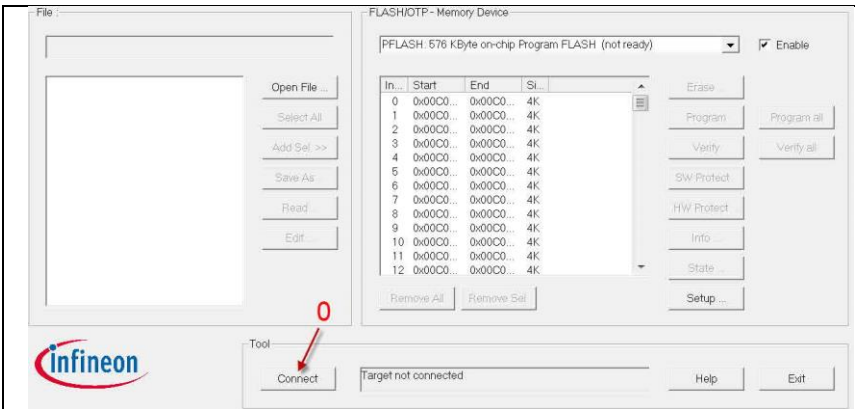 File :
FLASH/OTP - Memory Device
PFLASH: 576 KByte on-chip Program FLASH (not ready)
Enable
Open File ...
Select All
Add Sel. >>
Save As ...
Read ...
Edit ...
In... Start End Si...
0 0x00C0... 0x00C0... 4K
1 0x00C0... 0x00C0... 4K
2 0x00C0... 0x00C0... 4K
3 0x00C0... 0x00C0... 4K
4 0x00C0... 0x00C0... 4K
5 0x00C0... 0x00C0... 4K
6 0x00C0... 0x00C0... 4K
7 0x00C0... 0x00C0... 4K
8 0x00C0... 0x00C0... 4K
9 0x00C0... 0x00C0... 4K
10 0x00C0... 0x00C0... 4K
11 0x00C0... 0x00C0... 4K
12 0x00C0... 0x00C0... 4K
Erase ...
Program
Program all
Verify
Verify all
SW Protect
HW Protect ...
Info ...
State ...
Setup ...
Remove All
Remove Sel
0
infineon
Tool
Connect
Target not connected
Help
Exit